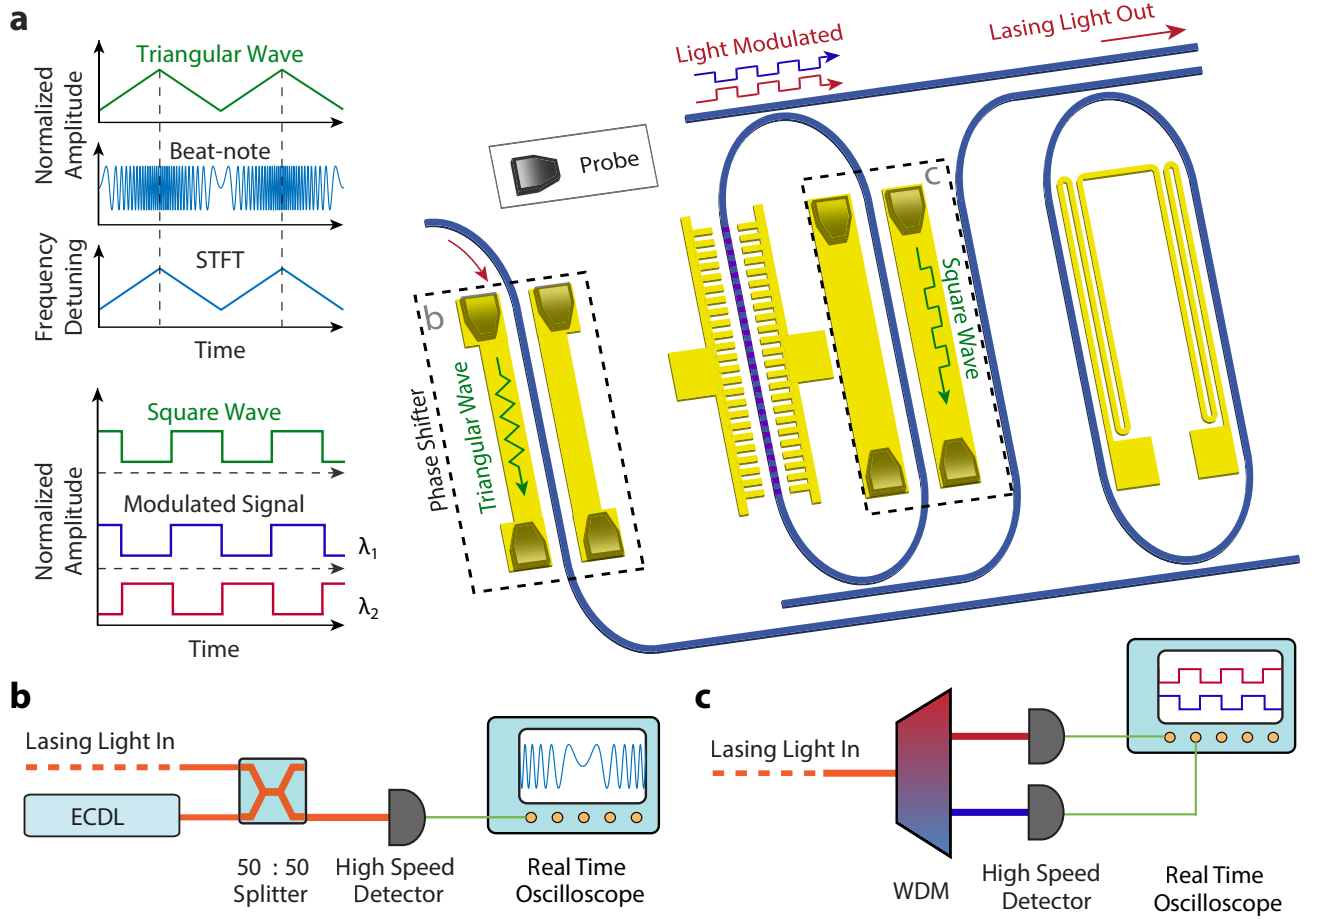 a
Triangular Wave
Normalized
Amplitude
Beat-note
STFT
Frequency
Detuning
Time
Square Wave
Normalized
Amplitude
Modulated Signal
λ1
λ2
Time
Light Modulated
Lasing Light Out
Probe
b
Phase Shifter
Triangular Wave
c
Square Wave
b
Lasing Light In
ECDL
50 : 50
Splitter
High Speed
Detector
Real Time
Oscilloscope
c
Lasing Light In
WDM
High Speed
Detector
Real Time
Oscilloscope